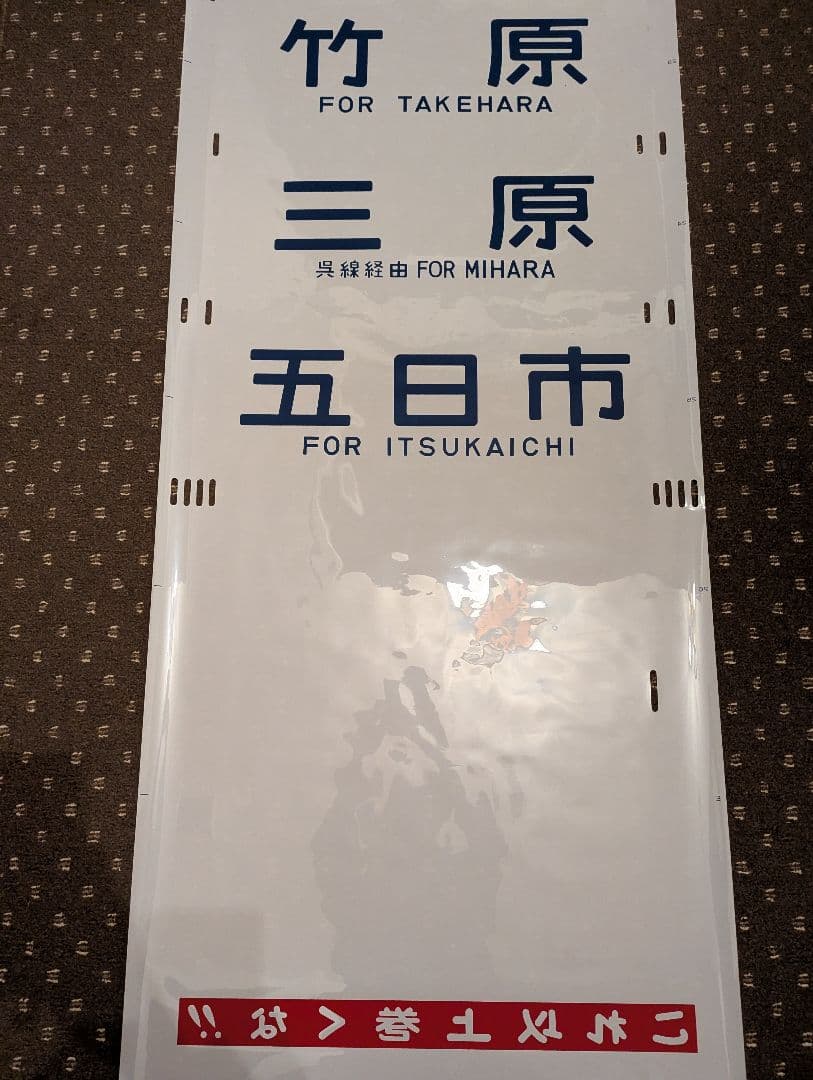 竹原
FOR TAKEHARA
三原
呉線経由 FOR MIHARA
五日市
FOR ITSUKAICHI
これ以上巻くな!!